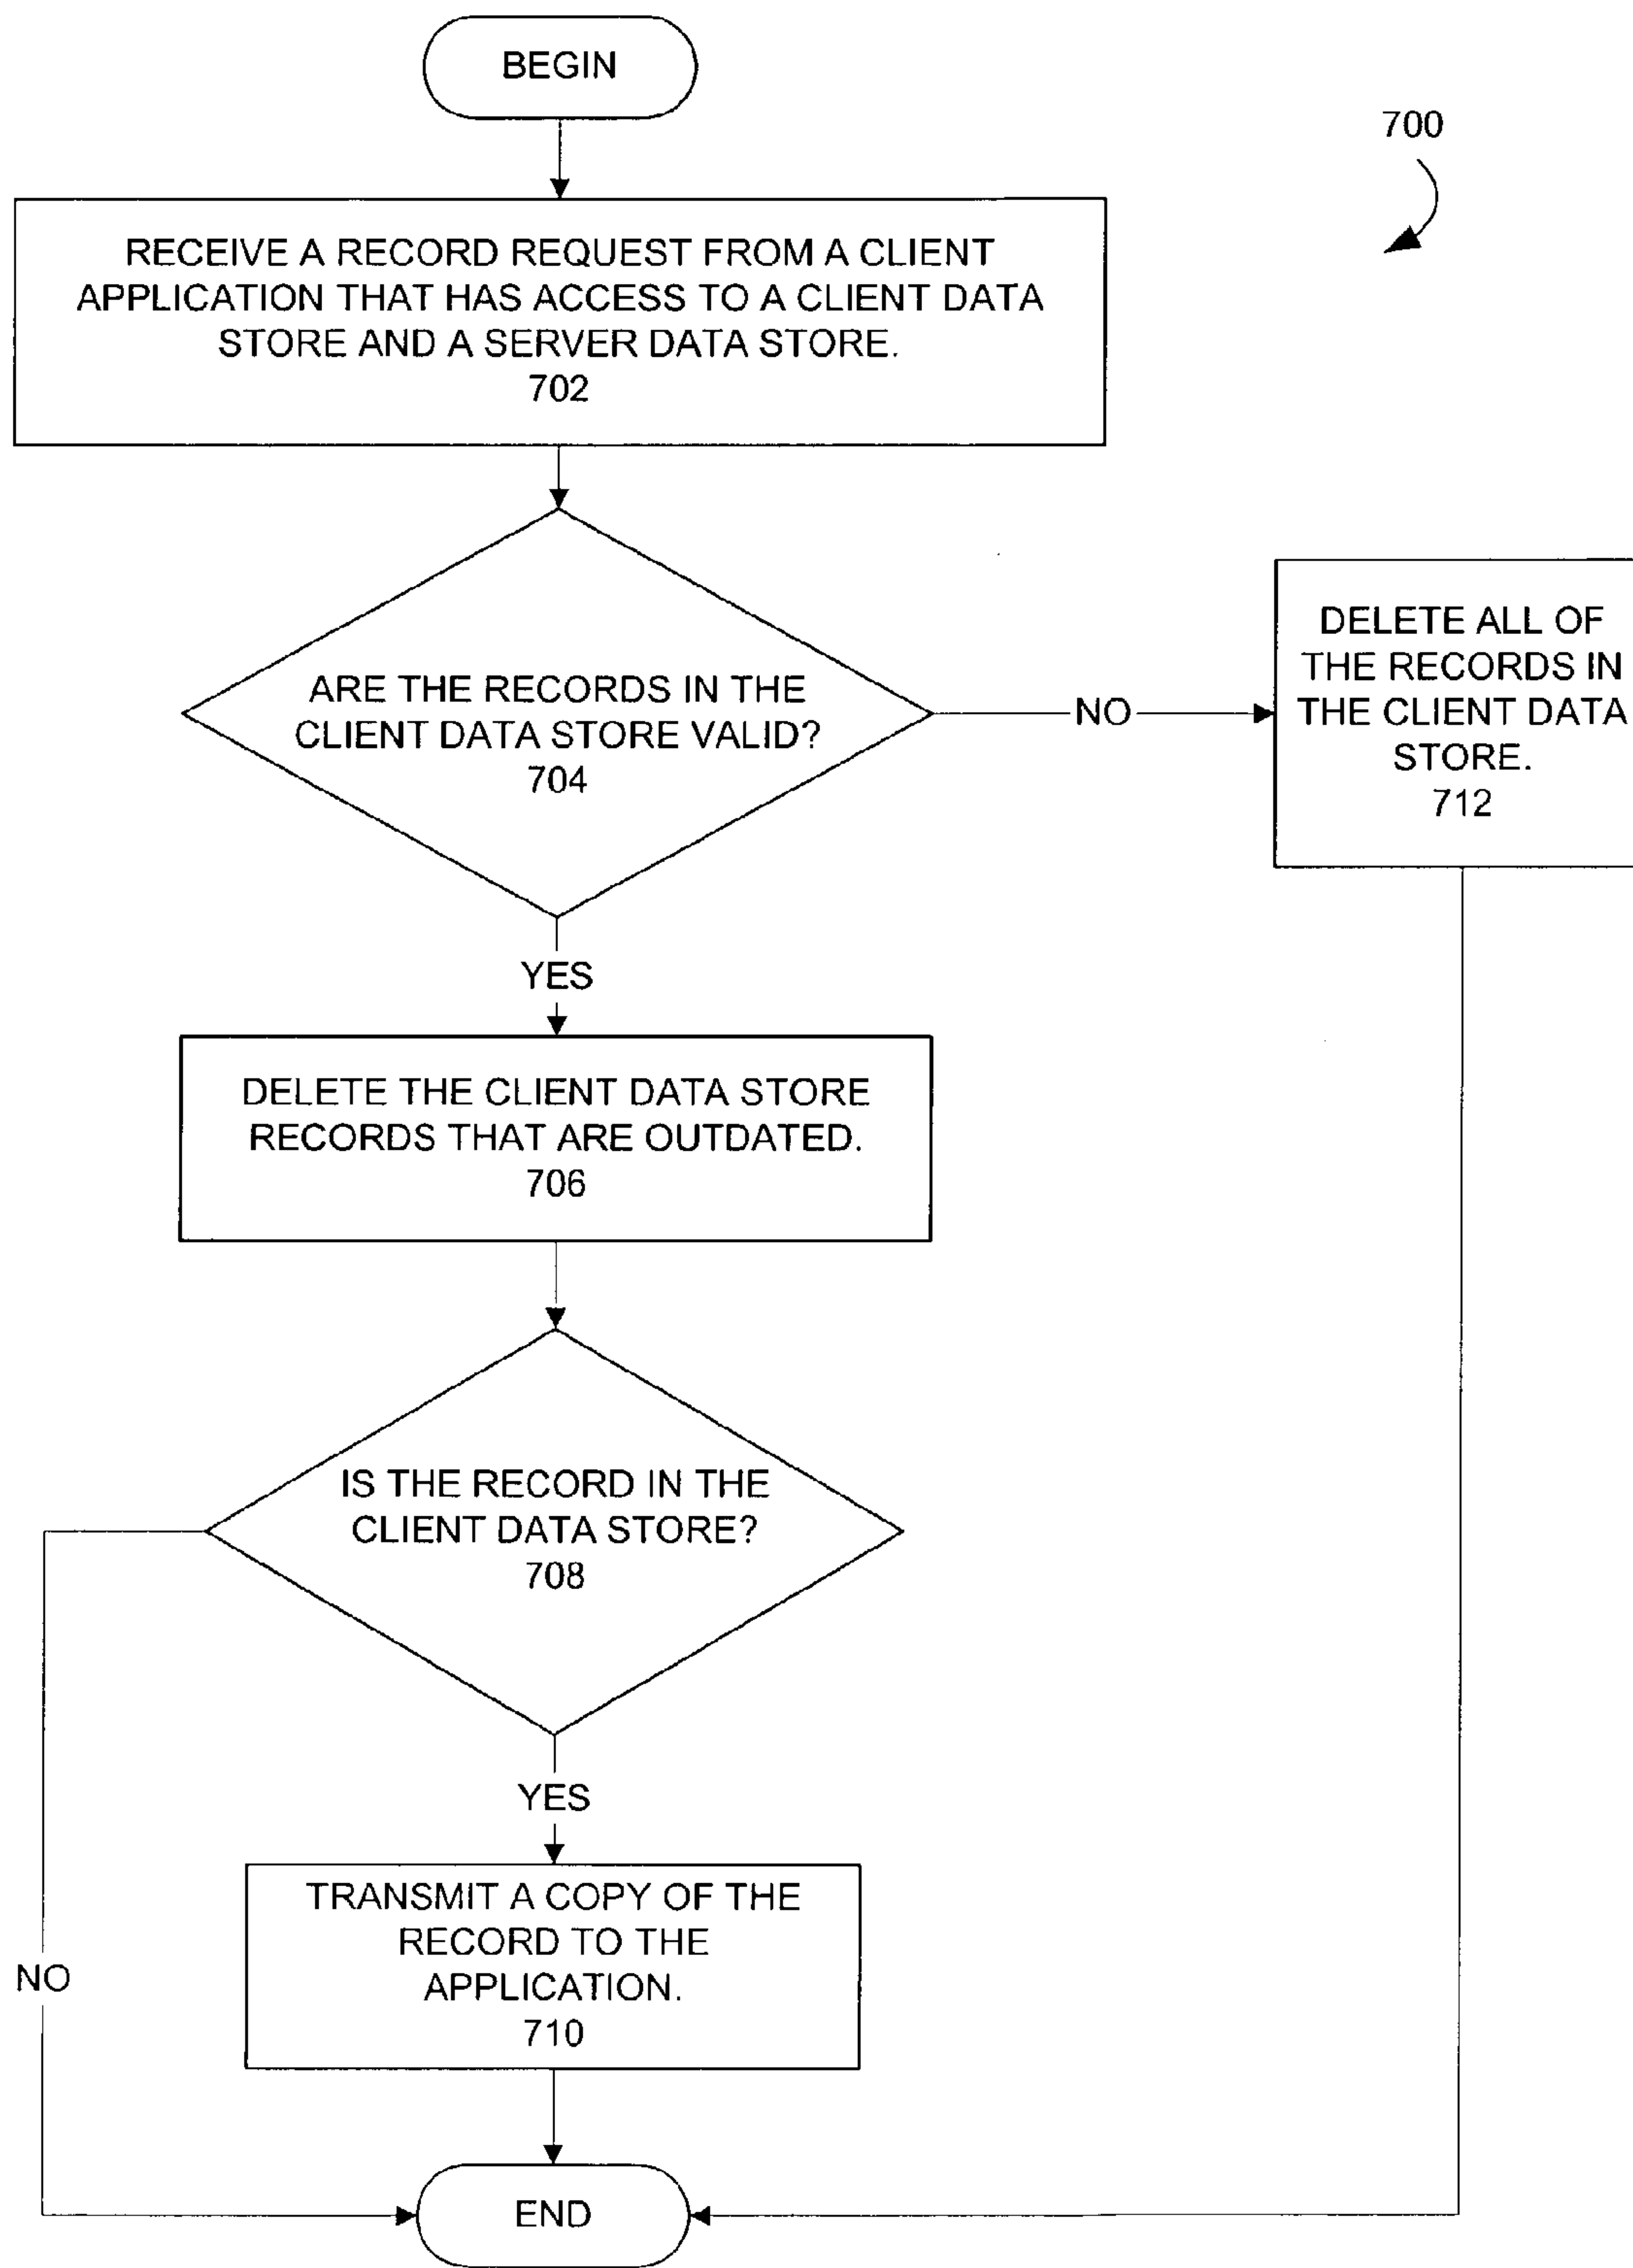 BEGIN
700
RECEIVE A RECORD REQUEST FROM A CLIENT
APPLICATION THAT HAS ACCESS TO A CLIENT DATA
STORE AND A SERVER DATA STORE.
702
ARE THE RECORDS IN THE
CLIENT DATA STORE VALID?
704
NO
DELETE ALL OF
THE RECORDS IN
THE CLIENT DATA
STORE.
712
YES
DELETE THE CLIENT DATA STORE
RECORDS THAT ARE OUTDATED.
706
IS THE RECORD IN THE
CLIENT DATA STORE?
708
YES
TRANSMIT A COPY OF THE
RECORD TO THE
APPLICATION.
710
NO
END